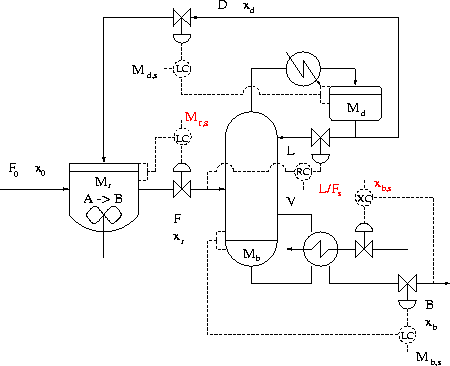 D x_d
LC
M_d,s
M_d
M_r,s
LC
L
RC
F_0 x_0
M_r
A -> B
L/F_s
x_b,s
V
XC
F
x_r
M_b
B
x_b
LC
M_b,s